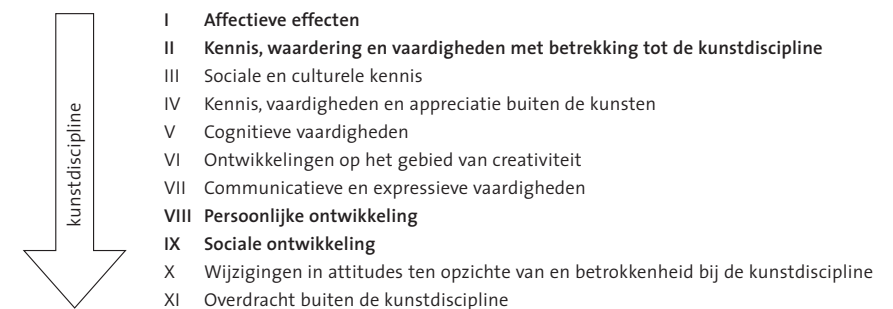 kunstdiscipline
I Affectieve effecten
II Kennis, waardering en vaardigheden met betrekking tot de kunstdiscipline
III Sociale en culturele kennis
IV Kennis, vaardigheden en appreciatie buiten de kunsten
V Cognitieve vaardigheden
VI Ontwikkelingen op het gebied van creativiteit
VII Communicatieve en expressieve vaardigheden
VIII Persoonlijke ontwikkeling
IX Sociale ontwikkeling
X Wijzigingen in attitudes ten opzichte van en betrokkenheid bij de kunstdiscipline
XI Overdracht buiten de kunstdiscipline